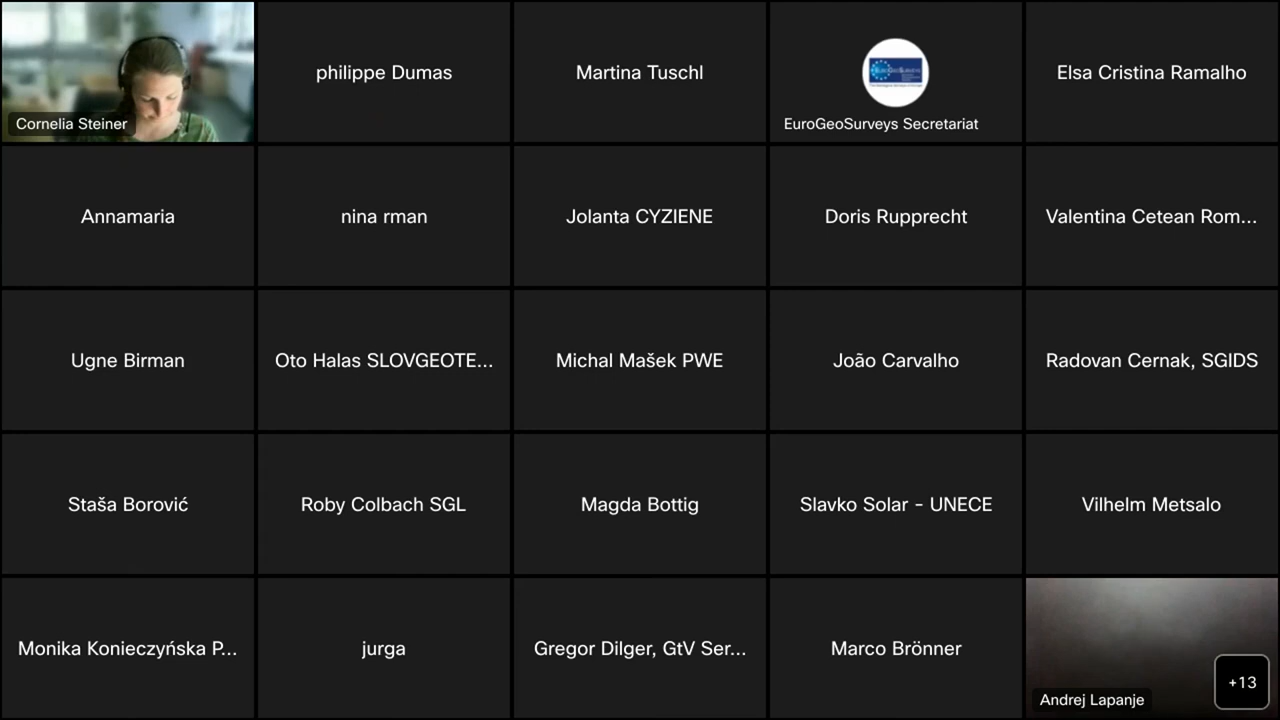 Cornelia Steiner
philippe Dumas
Martina Tuschl
EuroGeoSurveys
EuroGeoSurveys Secretariat
Elsa Cristina Ramalho
Annamaria
nina rman
Jolanta CYZIENE
Doris Rupprecht
Valentina Cetean Rom...
Ugne Birman
Oto Halas SLOVGEOTE...
Michal Mašek PWE
João Carvalho
Radovan Cernak, SGIDS
Staša Borović
Roby Colbach SGL
Magda Bottig
Slavko Solar - UNECE
Vilhelm Metsalo
Monika Konieczyńska P...
jurga
Gregor Dilger, GtV Ser...
Marco Brönner
Andrej Lapanje
+13